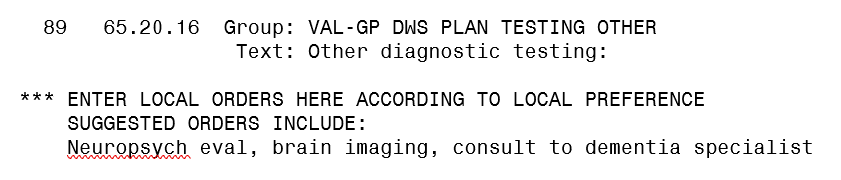 89 65.20.16 Group: VAL-GP DWS PLAN TESTING OTHER
Text: Other diagnostic testing:
*** ENTER LOCAL ORDERS HERE ACCORDING TO LOCAL PREFERENCE
SUGGESTED ORDERS INCLUDE:
Neuropsych eval, brain imaging, consult to dementia specialist